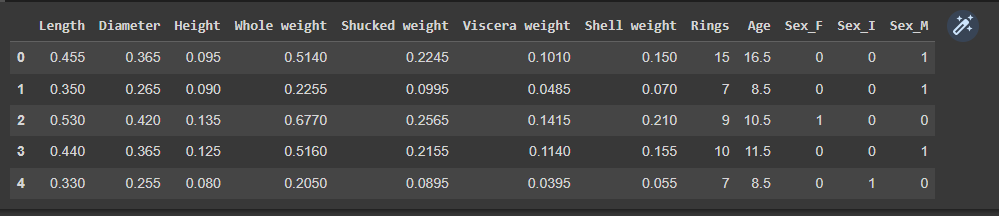 Length Diameter Height Whole weight Shucked weight Viscera weight Shell weight Rings Age Sex_F Sex_I Sex_M
0 0.455 0.365 0.095 0.5140 0.2245 0.1010 0.150 15 16.5 0 0 1
1 0.350 0.265 0.090 0.2255 0.0995 0.0485 0.070 7 8.5 0 0 1
2 0.530 0.420 0.135 0.6770 0.2565 0.1415 0.210 9 10.5 1 0 0
3 0.440 0.365 0.125 0.5160 0.2155 0.1140 0.155 10 11.5 0 0 1
4 0.330 0.255 0.080 0.2050 0.0895 0.0395 0.055 7 8.5 0 1 0